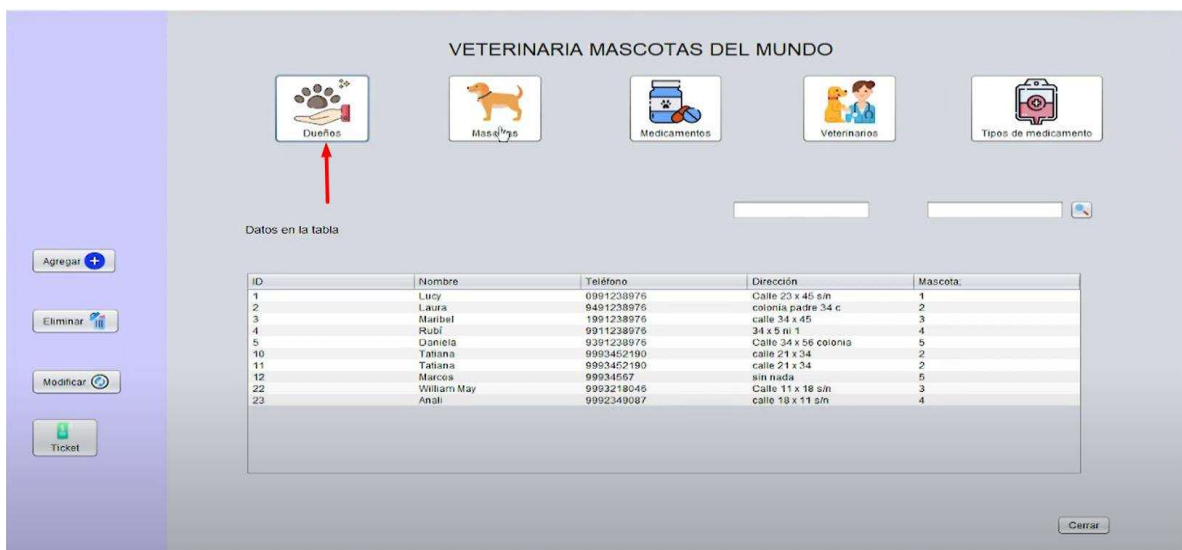 VETERINARIA MASCOTAS DEL MUNDO
Dueños
Medicamentos
Veterinarios
Tipos de medicamento
Datos en la tabla
Agregar
Eliminar
Modificar
Ticket
ID Nombre Teléfono Dirección Mascota:
1 Lucy 0991238976 Calle 23 x 45 s/n 1
2 Laura 9491238976 colonia padre 34 c 2
3 Maribel 1991238976 calle 34 x 45 3
4 Rubí 9911238976 34 x 5 ni 1 4
5 Daniela 9391238976 Calle 34 x 56 colonia 5
10 Tatiana 9993452190 calle 21 x 34 2
11 Tatiana 9993452190 calle 21 x 34 2
12 Marcos 99934567 sin nada 5
22 William May 9993218046 Calle 11 x 18 s/n 3
23 Anali 9992349087 calle 18 x 11 s/n 4
Cerrar